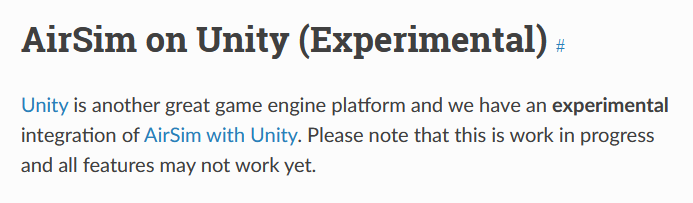 AirSim on Unity (Experimental) #
Unity is another great game engine platform and we have an experimental
integration of AirSim with Unity. Please note that this is work in progress
and all features may not work yet.